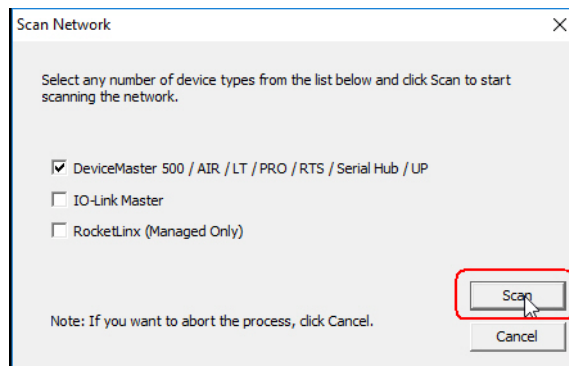 Scan Network
Select any number of device types from the list below and click Scan to start
scanning the network.
DeviceMaster 500 / AIR / LT / PRO / RTS / Serial Hub / UP
IO-Link Master
RocketLinx (Managed Only)
Scan
Note: If you want to abort the process, click Cancel.
Cancel